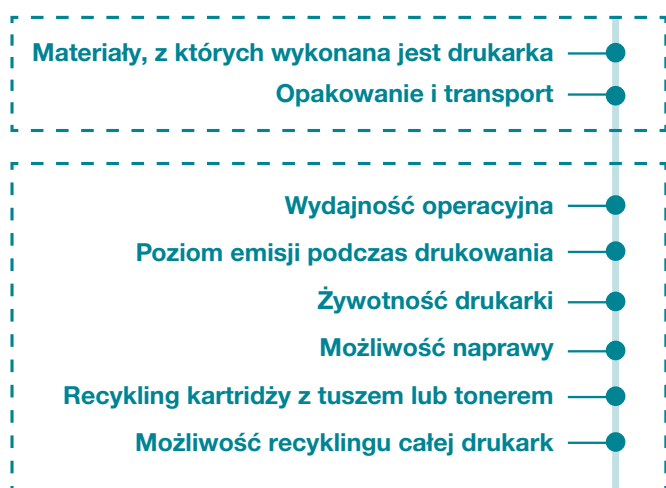 Materiały, z których wykonana jest drukarka
Opakowanie i transport
Wydajność operacyjna
Poziom emisji podczas drukowania
Żywotność drukarki
Możliwość naprawy
Recykling kartridży z tuszem lub tonerem
Możliwość recyklingu całej drukark